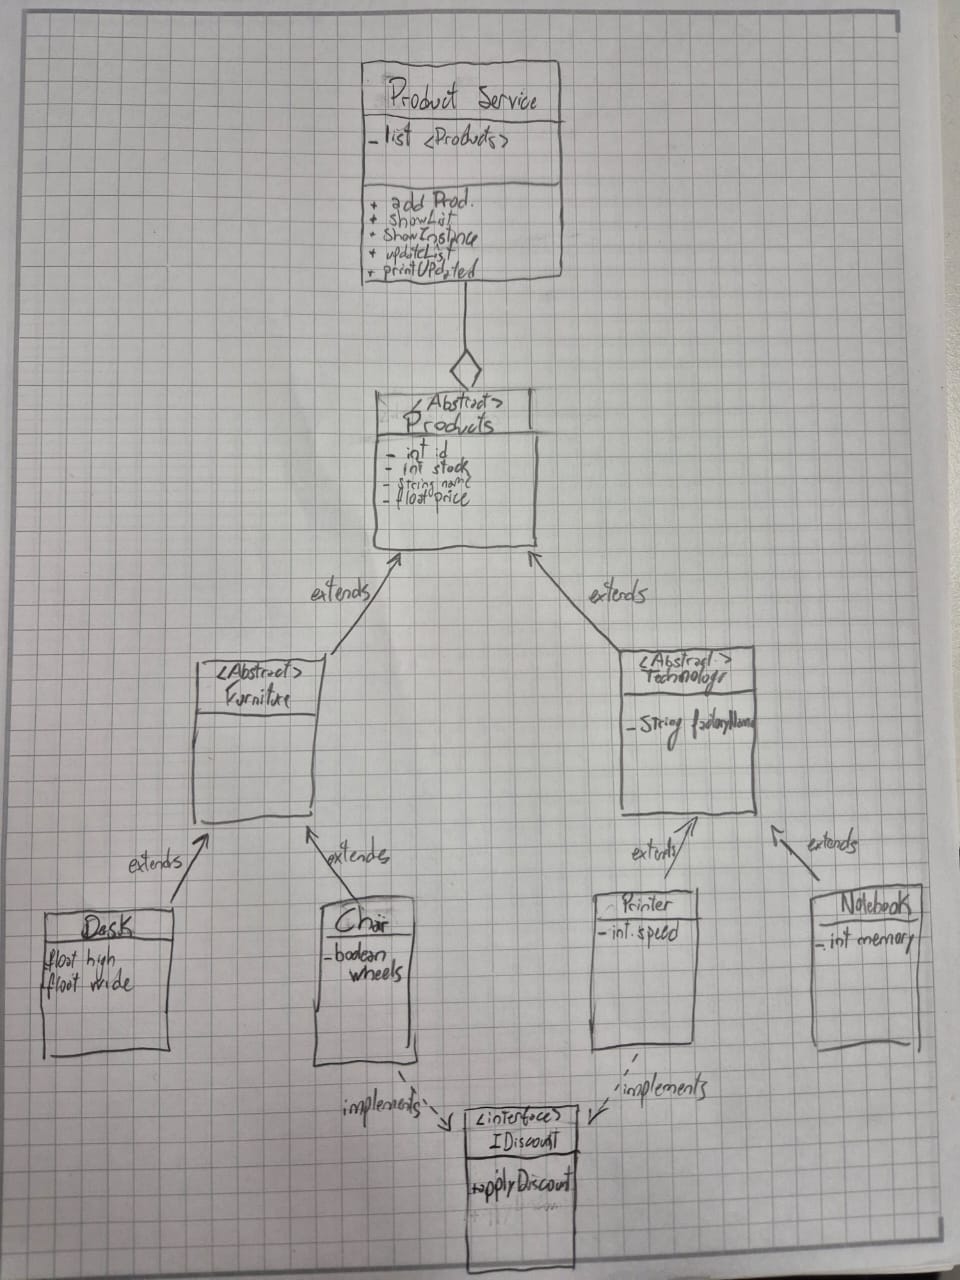 Product Service
- list <Products>
+ add Prod.
+ showList
+ showInstance
+ updateList
+ printUpdated
<Abstract>
Products
- int id
- int stock
- string name
- float price
extends
extends
<Abstract>
Furniture
<Abstract>
Technology
- String factoryName
extends
extends
extends
extends
Desk
float high
float wide
Chair
- boolean
wheels
Printer
- int speed
Notebook
- int memory
implements
implements
<interface>
IDiscount
+applyDiscount